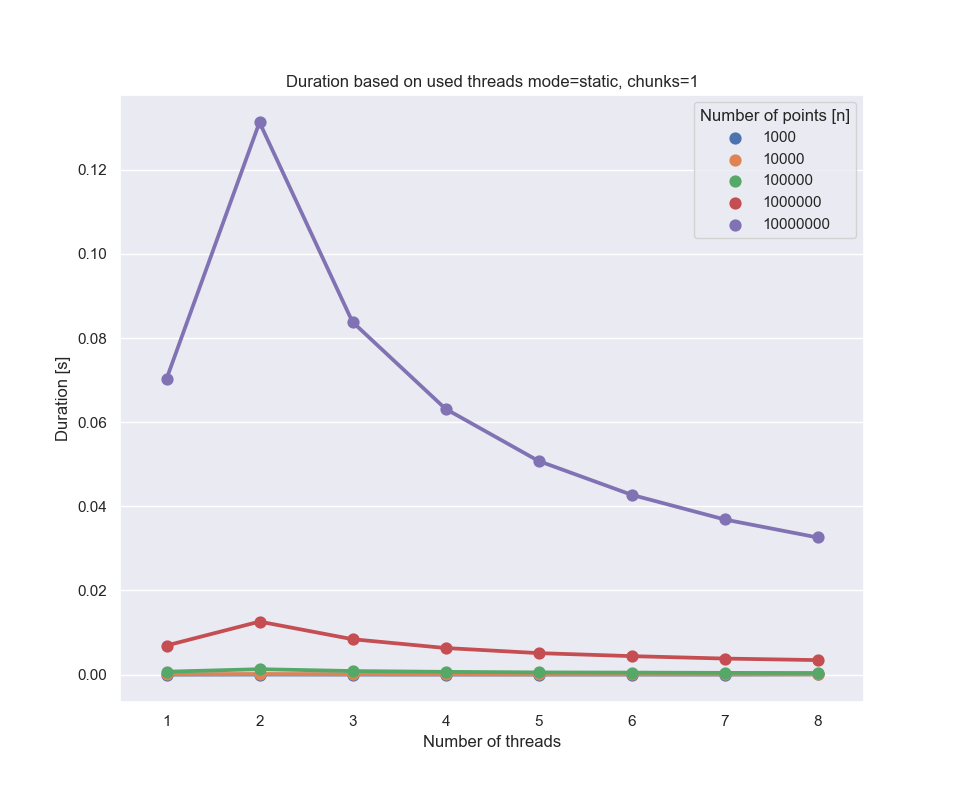 Duration based on used threads mode=static, chunks=1
Number of points [n]
1000
10000
100000
1000000
10000000
Duration [s]
0.12
0.10
0.08
0.06
0.04
0.02
0.00
1 2 3 4 5 6 7 8
Number of threads